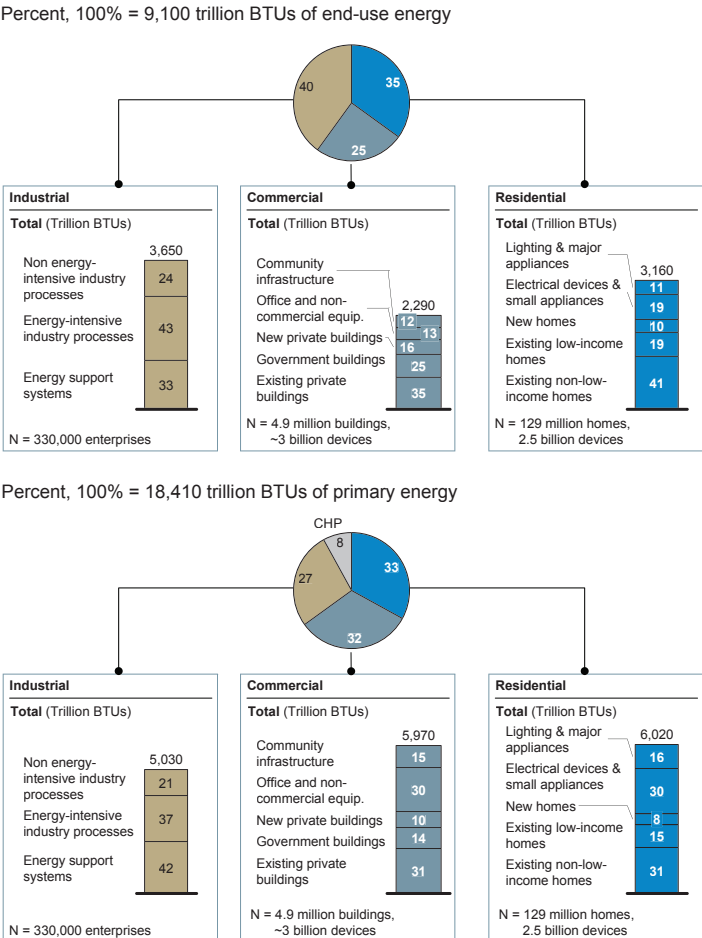 Percent, 100% = 9,100 trillion BTUs of end-use energy
40
35
25
Industrial
Total (Trillion BTUs)
3,650
Non energy-
intensive industry
processes
24
Energy-intensive
industry processes
43
Energy support
systems
33
N = 330,000 enterprises
Commercial
Total (Trillion BTUs)
2,290
Community
infrastructure
12
Office and non-
commercial equip.
13
New private buildings
16
Government buildings
25
Existing private
buildings
35
N = 4.9 million buildings,
~3 billion devices
Residential
Total (Trillion BTUs)
3,160
Lighting & major
appliances
11
Electrical devices &
small appliances
19
New homes
10
Existing low-income
homes
19
Existing non-low-
income homes
41
N = 129 million homes,
2.5 billion devices
Percent, 100% = 18,410 trillion BTUs of primary energy
CHP
8
27
33
32
Industrial
Total (Trillion BTUs)
5,030
Non energy-
intensive industry
processes
21
Energy-intensive
industry processes
37
Energy support
systems
42
N = 330,000 enterprises
Commercial
Total (Trillion BTUs)
5,970
Community
infrastructure
15
Office and non-
commercial equip.
30
New private buildings
10
Government buildings
14
Existing private
buildings
31
N = 4.9 million buildings,
~3 billion devices
Residential
Total (Trillion BTUs)
6,020
Lighting & major
appliances
16
Electrical devices &
small appliances
30
New homes
8
Existing low-income
homes
15
Existing non-low-
income homes
31
N = 129 million homes,
2.5 billion devices